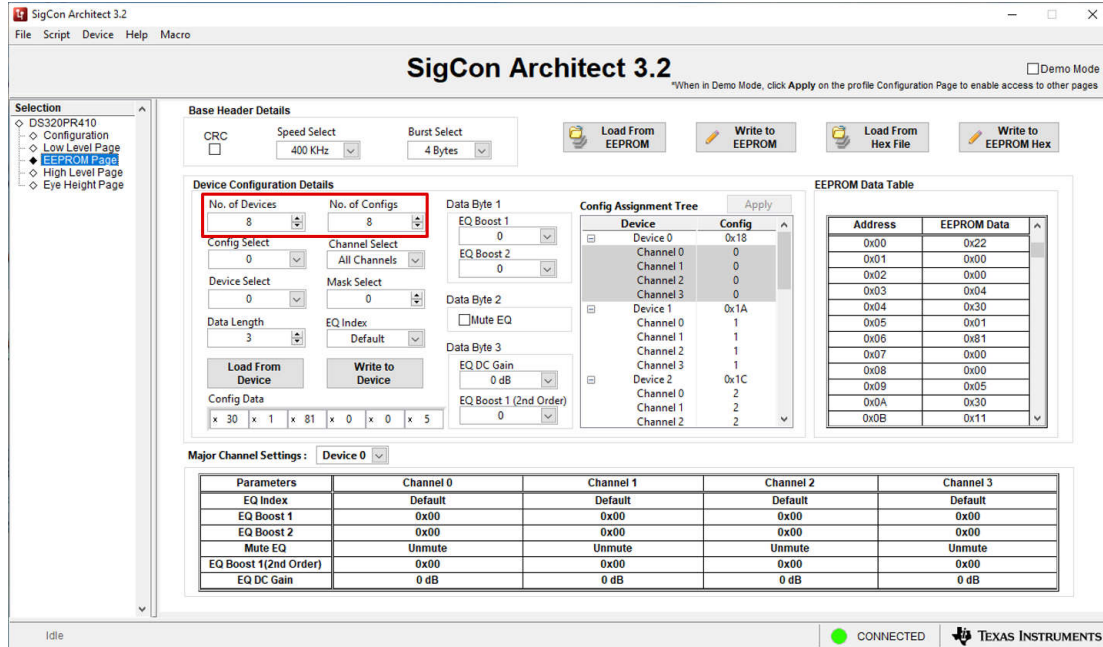 SigCon Architect 3.2
File Script Device Help Macro
SigCon Architect 3.2
Demo Mode
*When in Demo Mode, click Apply on the profile Configuration Page to enable access to other pages
Selection
DS320PR410
Configuration
Low Level Page
EEPROM Page
High Level Page
Eye Height Page
Base Header Details
CRC
Speed Select
400 KHz
Burst Select
4 Bytes
Load From
EEPROM
Write to
EEPROM
Load From
Hex File
Write to
EEPROM Hex
Device Configuration Details
No. of Devices
8
No. of Configs
8
Config Select
0
Channel Select
All Channels
Device Select
0
Mask Select
0
Data Length
3
EQ Index
Default
Load From
Device
Write to
Device
Config Data
x 30 x 1 x 81 x 0 x 0 x 5
Data Byte 1
EQ Boost 1
0
EQ Boost 2
0
Data Byte 2
Mute EQ
Data Byte 3
EQ DC Gain
0 dB
EQ Boost 1 (2nd Order)
0
Config Assignment Tree
Apply
Device Config
Device 0 0x18
Channel 0 0
Channel 1 0
Channel 2 0
Channel 3 0
Device 1 0x1A
Channel 0 1
Channel 1 1
Channel 2 1
Channel 3 1
Device 2 0x1C
Channel 0 2
Channel 1 2
Channel 2 2
EEPROM Data Table
Address EEPROM Data
0x00 0x22
0x01 0x00
0x02 0x00
0x03 0x04
0x04 0x30
0x05 0x01
0x06 0x81
0x07 0x00
0x08 0x00
0x09 0x05
0x0A 0x30
0x0B 0x11
Major Channel Settings : Device 0
Parameters Channel 0 Channel 1 Channel 2 Channel 3
EQ Index Default Default Default Default
EQ Boost 1 0x00 0x00 0x00 0x00
EQ Boost 2 0x00 0x00 0x00 0x00
Mute EQ Unmute Unmute Unmute Unmute
EQ Boost 1(2nd Order) 0x00 0x00 0x00 0x00
EQ DC Gain 0 dB 0 dB 0 dB 0 dB
Idle
CONNECTED
TEXAS INSTRUMENTS